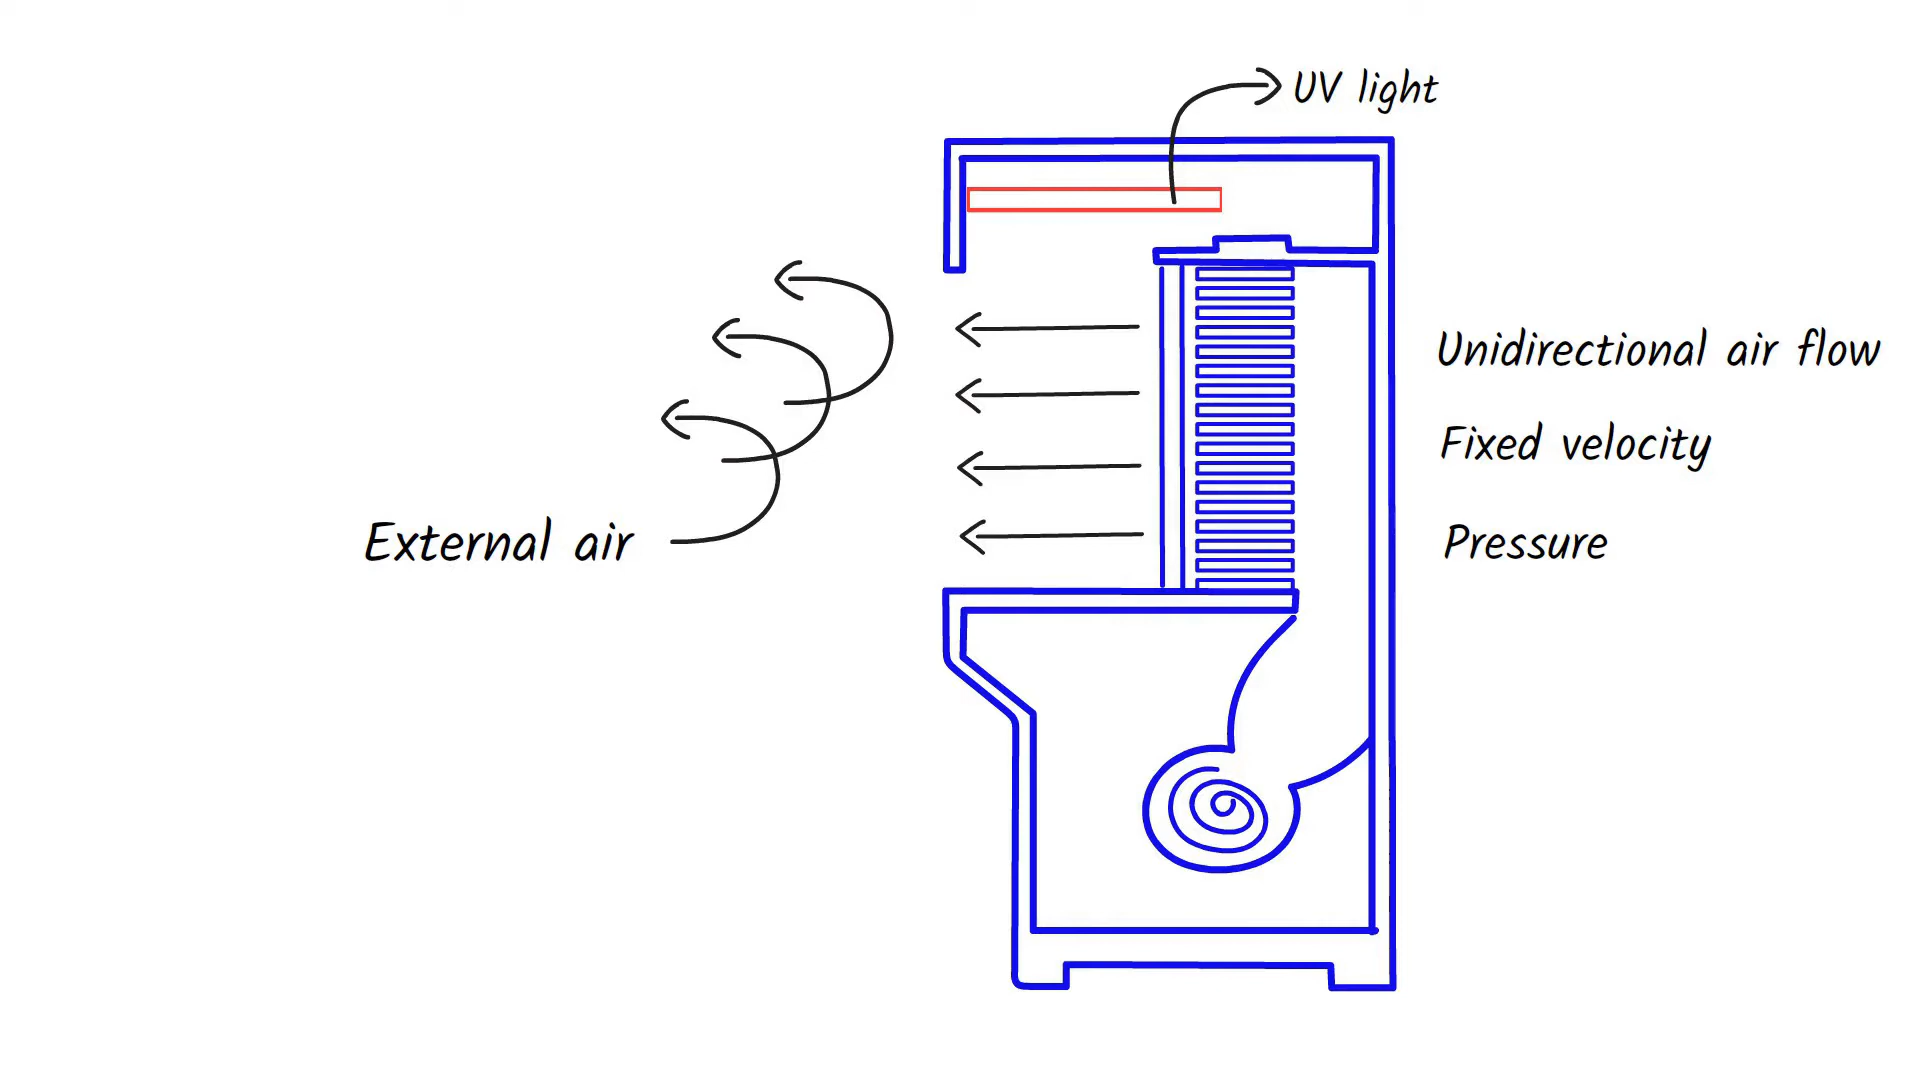 UV light
Unidirectional air flow
Fixed velocity
Pressure
External air